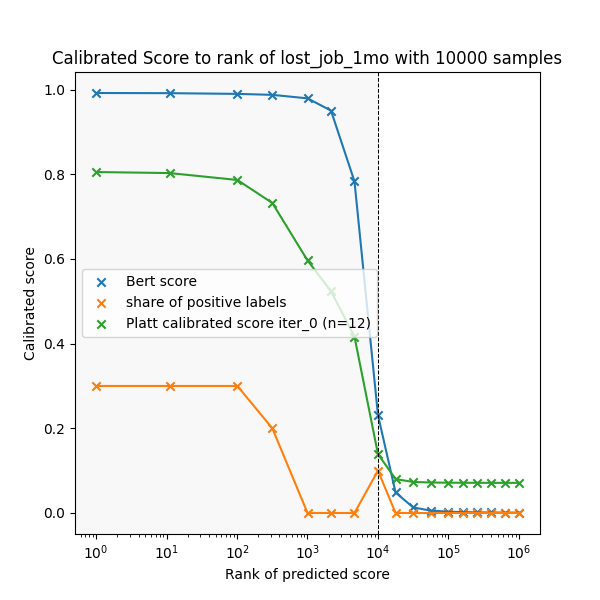 Calibrated Score to rank of lost_job_1mo with 10000 samples
1.0
0.8
0.6
0.4
0.2
0.0
Calibrated score
Bert score
share of positive labels
Platt calibrated score iter_0 (n=12)
10⁰ 10¹ 10² 10³ 10⁴ 10⁵ 10⁶
Rank of predicted score